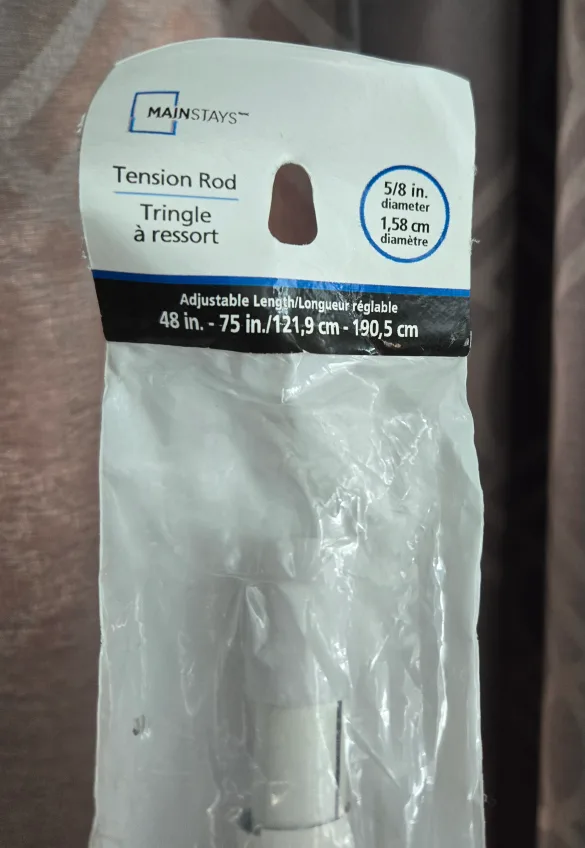 MAINSTAYS™
Tension Rod
Tringle
à ressort
5/8 in.
diameter
1,58 cm
diamètre
Adjustable Length/Longueur réglable
48 in. - 75 in./121,9 cm - 190,5 cm